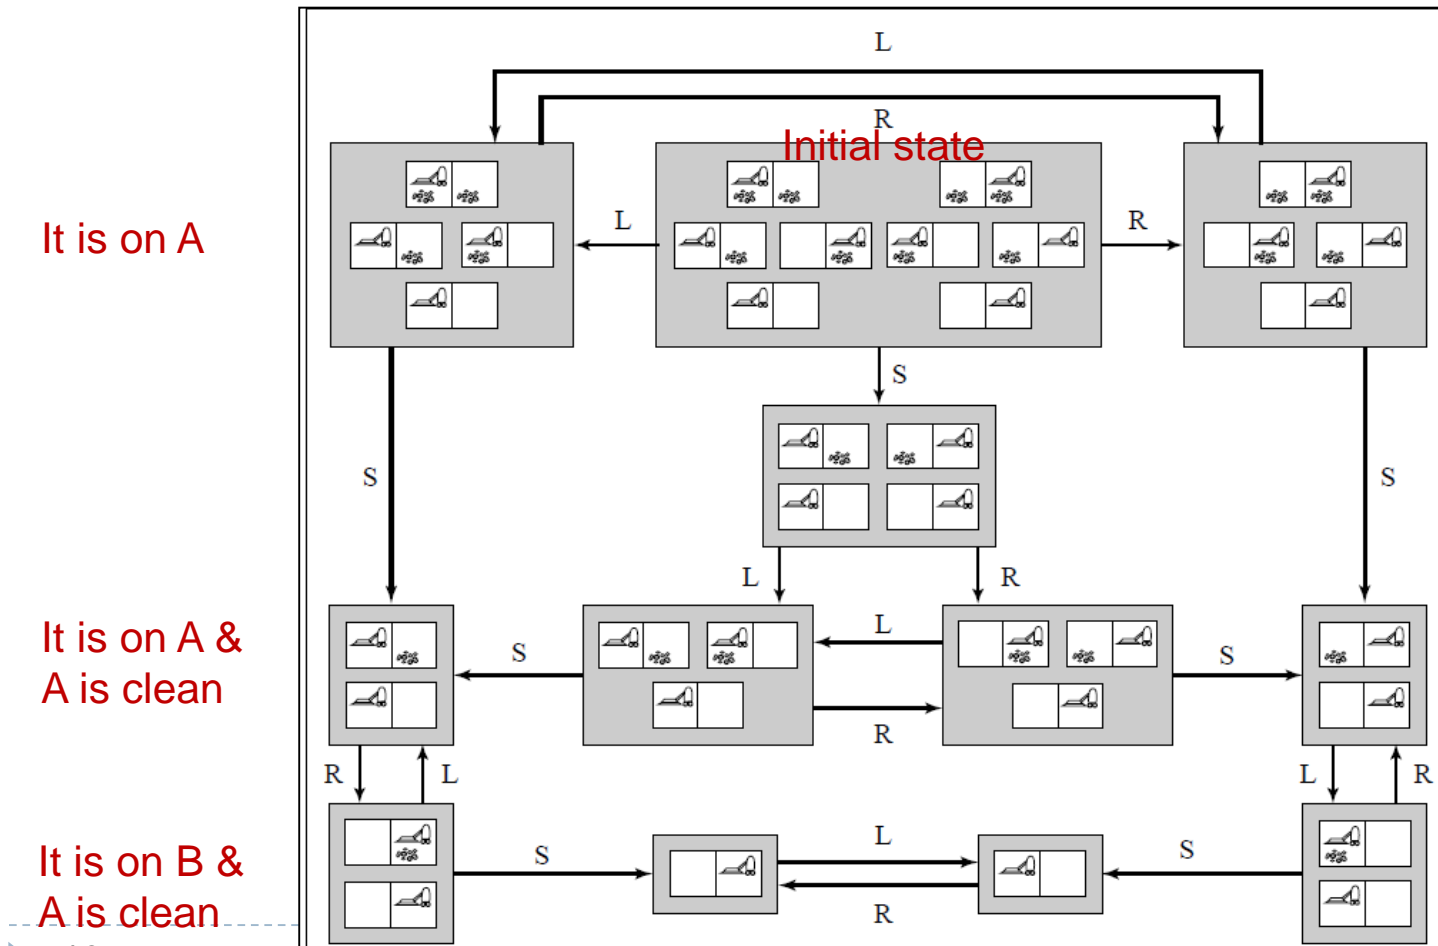 L
R
Initial state
It is on A
L
R
S
S
S
L
R
It is on A &
A is clean
L
S
S
R
R
L
L
R
It is on B &
A is clean
S
L
S
R